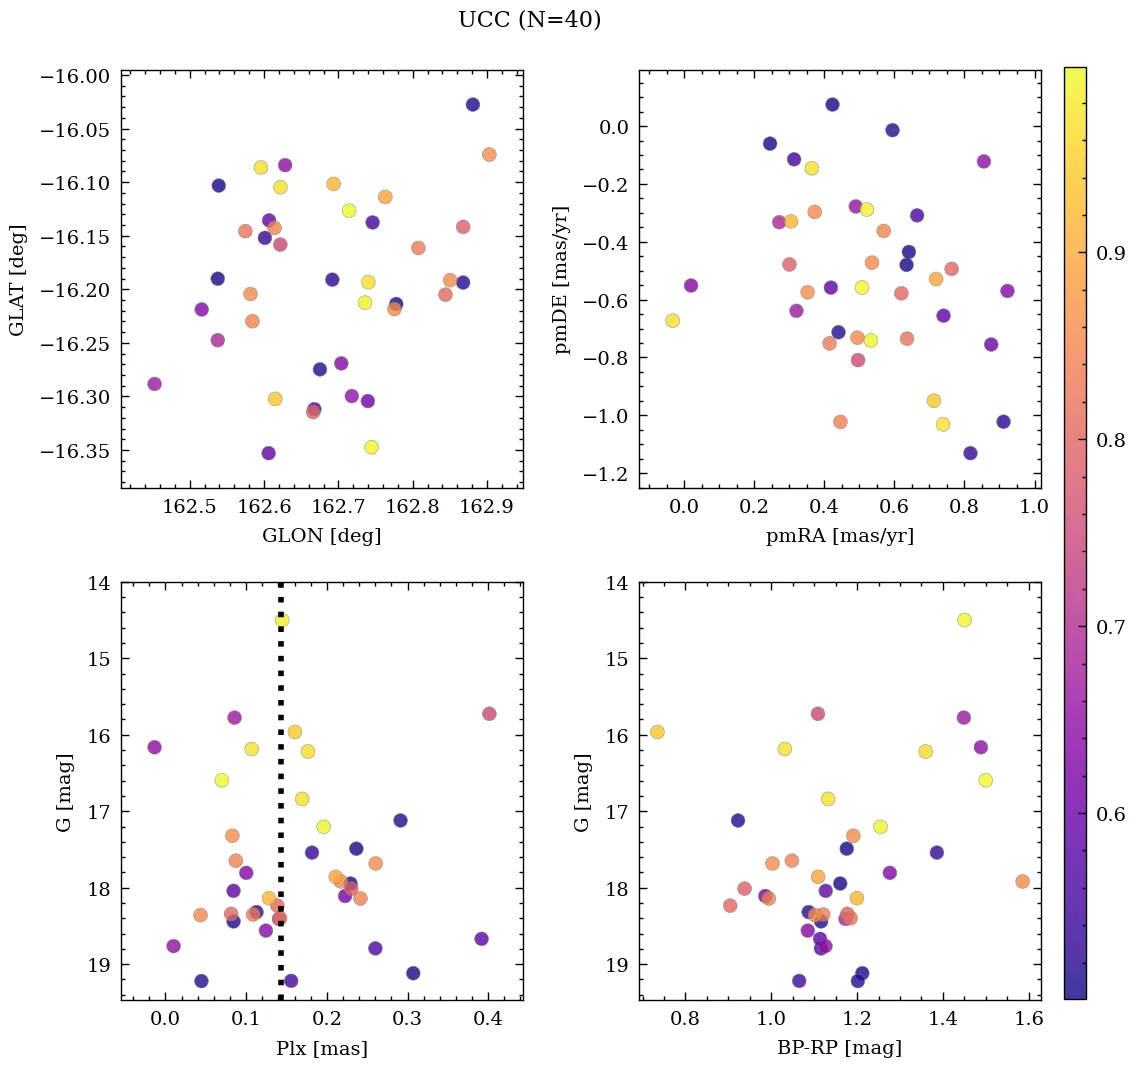 UCC (N=40)
−16.00
−16.05
−16.10
−16.15
−16.20
−16.25
−16.30
−16.35
GLAT [deg]
162.5 162.6 162.7 162.8 162.9
GLON [deg]
0.0
−0.2
−0.4
−0.6
−0.8
−1.0
−1.2
pmDE [mas/yr]
0.0 0.2 0.4 0.6 0.8 1.0
pmRA [mas/yr]
14
15
16
17
18
19
G [mag]
0.0 0.1 0.2 0.3 0.4
Plx [mas]
14
15
16
17
18
19
G [mag]
0.8 1.0 1.2 1.4 1.6
BP-RP [mag]
0.9
0.8
0.7
0.6